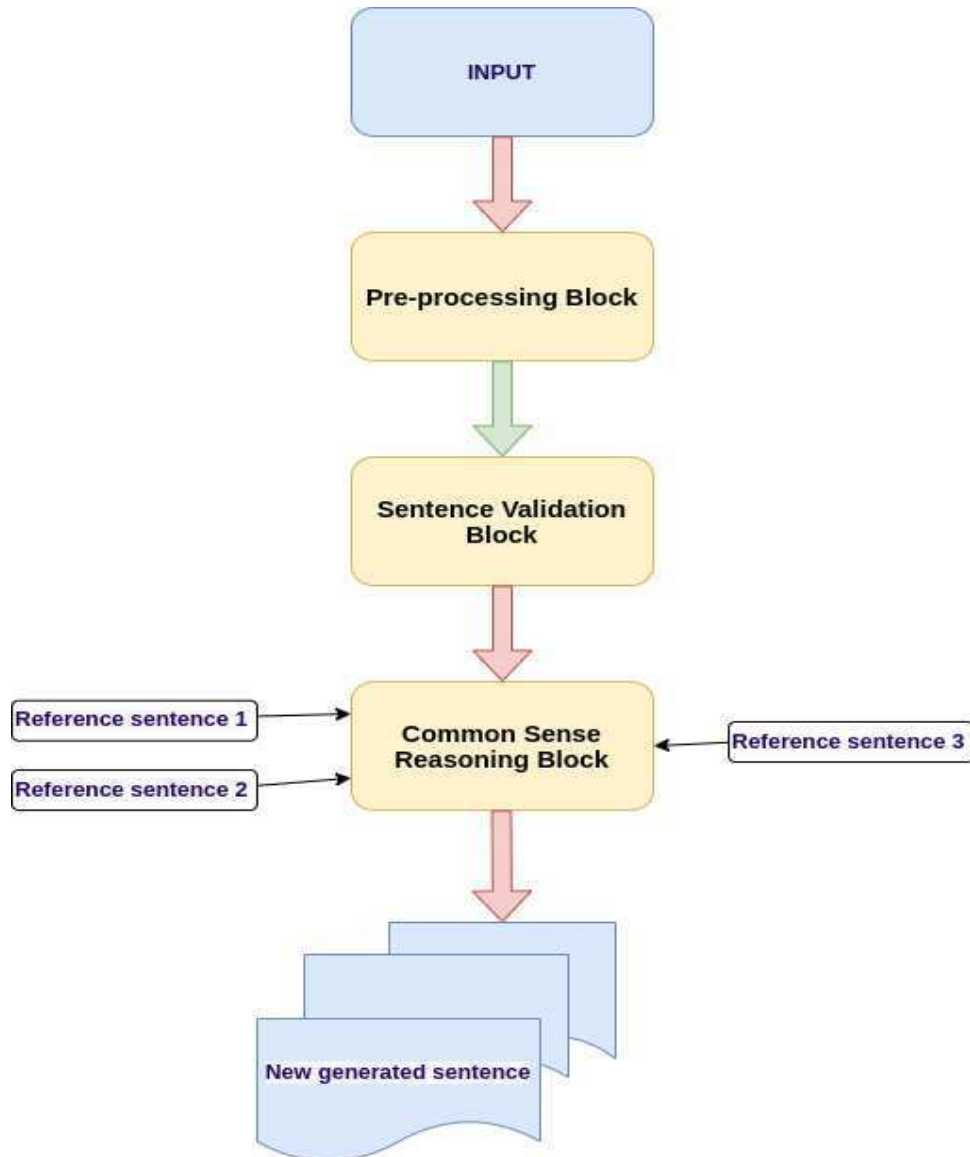 INPUT
Pre-processing Block
Sentence Validation
Block
Reference sentence 1
Reference sentence 2
Common Sense
Reasoning Block
Reference sentence 3
New generated sentence